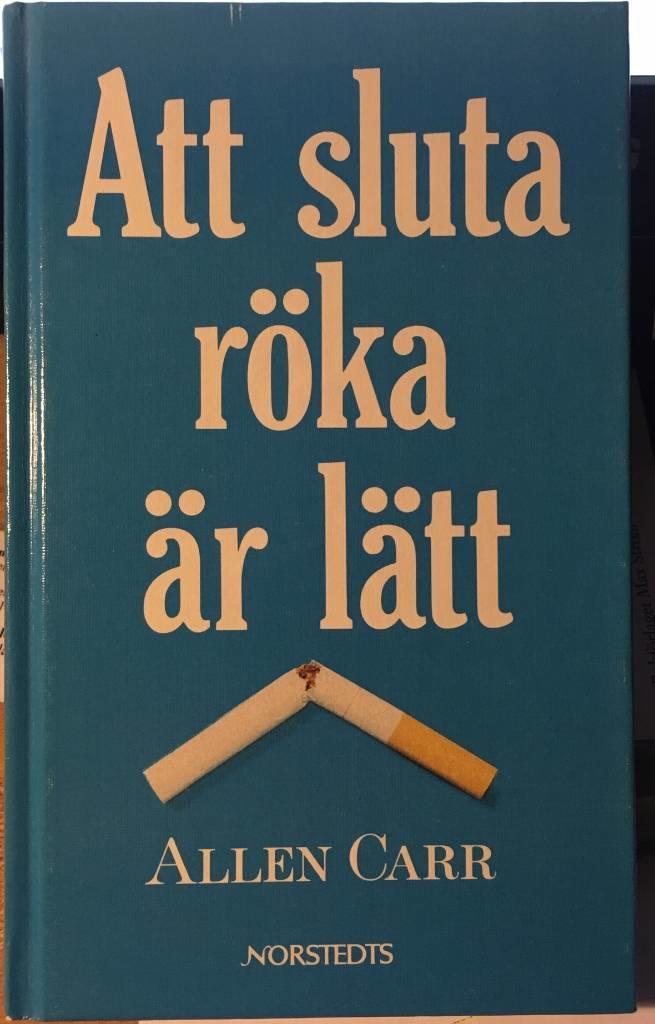 Att sluta
röka
är lätt
ALLEN CARR
NORSTEDTS